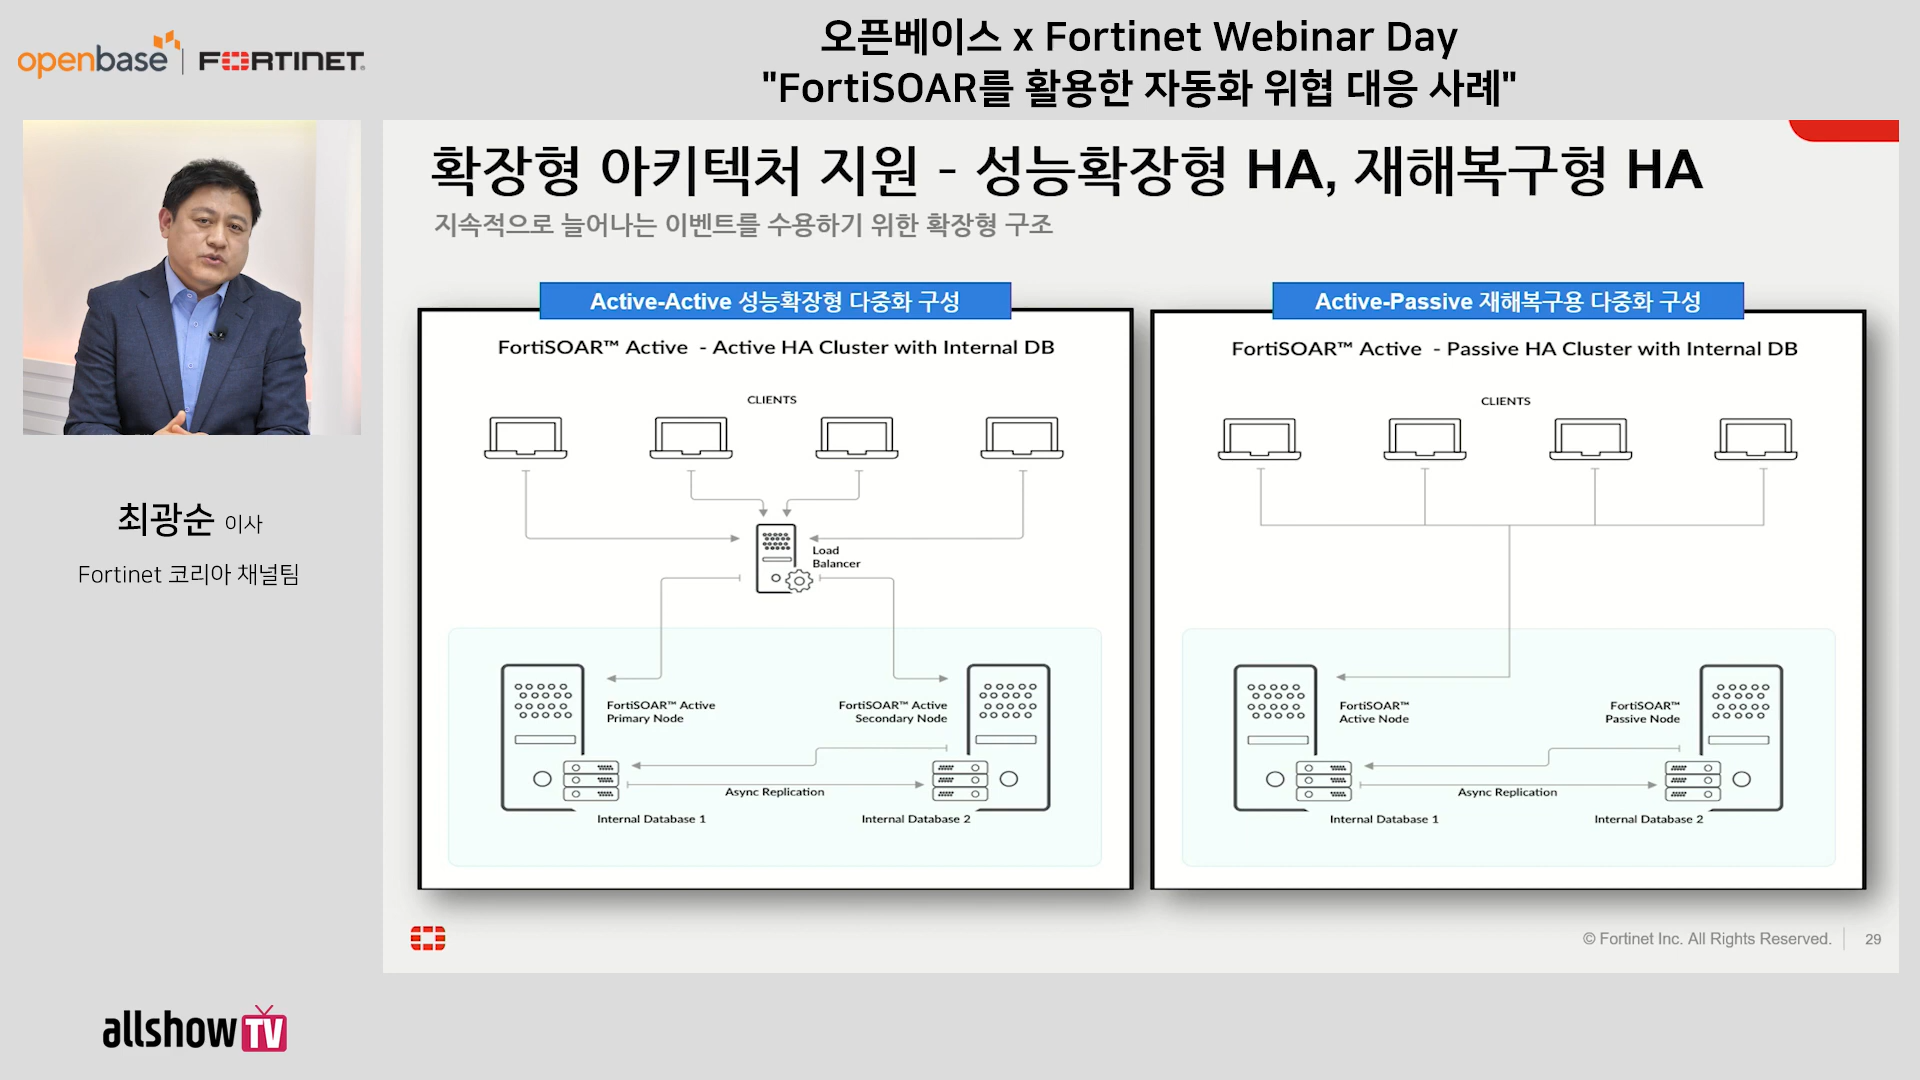 openbase
FORTINET
오픈베이스 x Fortinet Webinar Day
"FortiSOAR를 활용한 자동화 위협 대응 사례"
최광순 이사
Fortinet 코리아 채널팀
allshow TV
확장형 아키텍처 지원 - 성능확장형 HA, 재해복구형 HA
지속적으로 늘어나는 이벤트를 수용하기 위한 확장형 구조
Active-Active 성능확장형 다중화 구성
FortiSOAR™ Active - Active HA Cluster with Internal DB
CLIENTS
Load
Balancer
FortiSOAR™ Active
Primary Node
FortiSOAR™ Active
Secondary Node
Async Replication
Internal Database 1
Internal Database 2
Active-Passive 재해복구용 다중화 구성
FortiSOAR™ Active - Passive HA Cluster with Internal DB
CLIENTS
FortiSOAR™
Active Node
FortiSOAR™
Passive Node
Async Replication
Internal Database 1
Internal Database 2
© Fortinet Inc. All Rights Reserved.
29